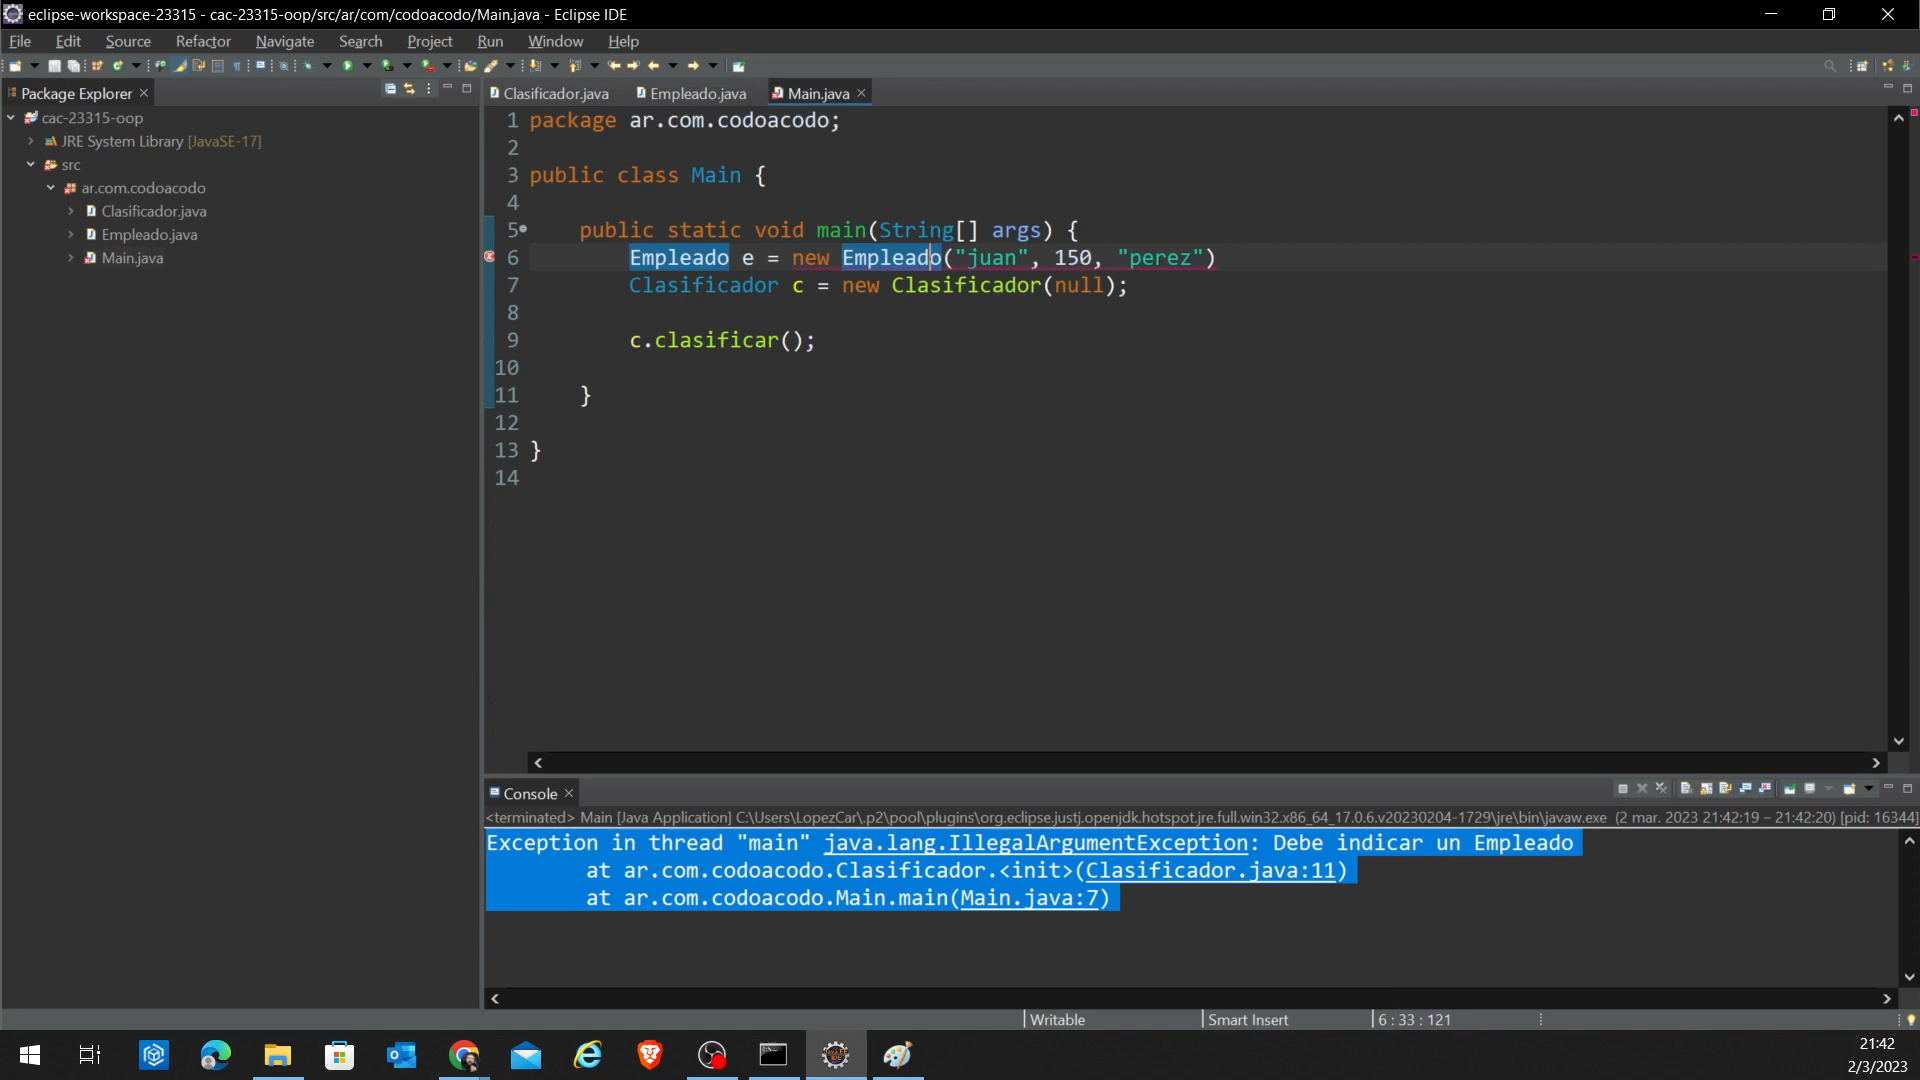 eclipse-workspace-23315 - cac-23315-oop/src/ar/com/codoacodo/Main.java - Eclipse IDE
File Edit Source Refactor Navigate Search Project Run Window Help
Package Explorer
cac-23315-oop
JRE System Library [JavaSE-17]
src
ar.com.codoacodo
Clasificador.java
Empleado.java
Main.java
Clasificador.java Empleado.java Main.java
1 package ar.com.codoacodo;
2
3 public class Main {
4
5 public static void main(String[] args) {
6 Empleado e = new Empleado("juan", 150, "perez")
7 Clasificador c = new Clasificador(null);
8
9 c.clasificar();
10
11 }
12
13 }
14
Console
<terminated> Main [Java Application] C:\Users\LopezCar\.p2\pool\plugins\org.eclipse.justj.openjdk.hotspot.jre.full.win32.x86_64_17.0.6.v20230204-1729\jre\bin\javaw.exe (2 mar. 2023 21:42:19 – 21:42:20) [pid: 16344]
Exception in thread "main" java.lang.IllegalArgumentException: Debe indicar un Empleado
at ar.com.codoacodo.Clasificador.<init>(Clasificador.java:11)
at ar.com.codoacodo.Main.main(Main.java:7)
Writable Smart Insert 6 : 33 : 121
21:42
2/3/2023